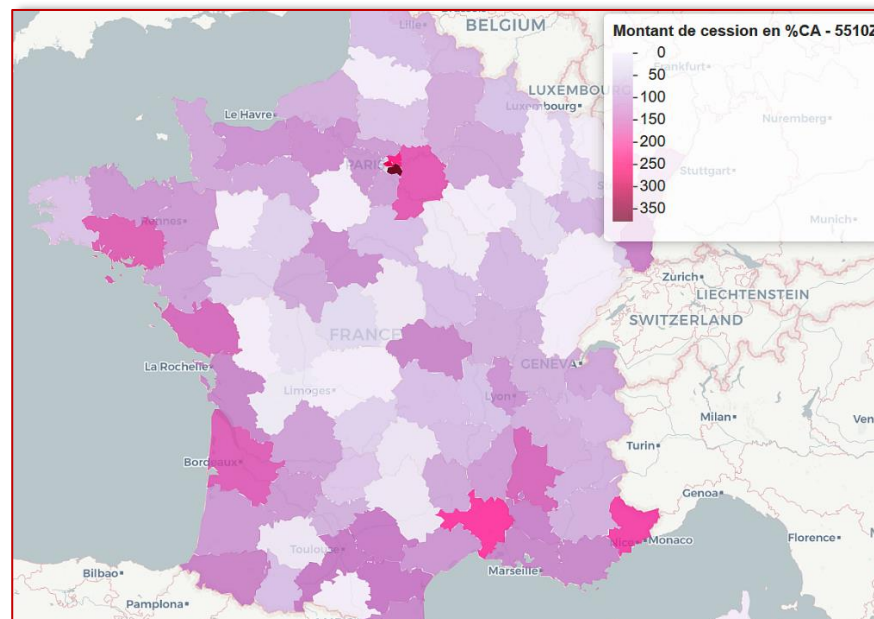 Lille
BELGIUM
Montant de cession en %CA - 55102
0
50
100
150
200
250
300
350
Frankfurt
LUXEMBOURG
Luxembourg
Nuremberg
Le Havre
PARIS
Stuttgart
Munich
Rennes
Zurich
LIECHTENSTEIN
SWITZERLAND
FRANCE
GENEVA
La Rochelle
Limoges
Lyon
Milan
Turin
Bordeaux
Genoa
Nice
Monaco
Florence
Toulouse
Marseille
Bilbao
Pamplona